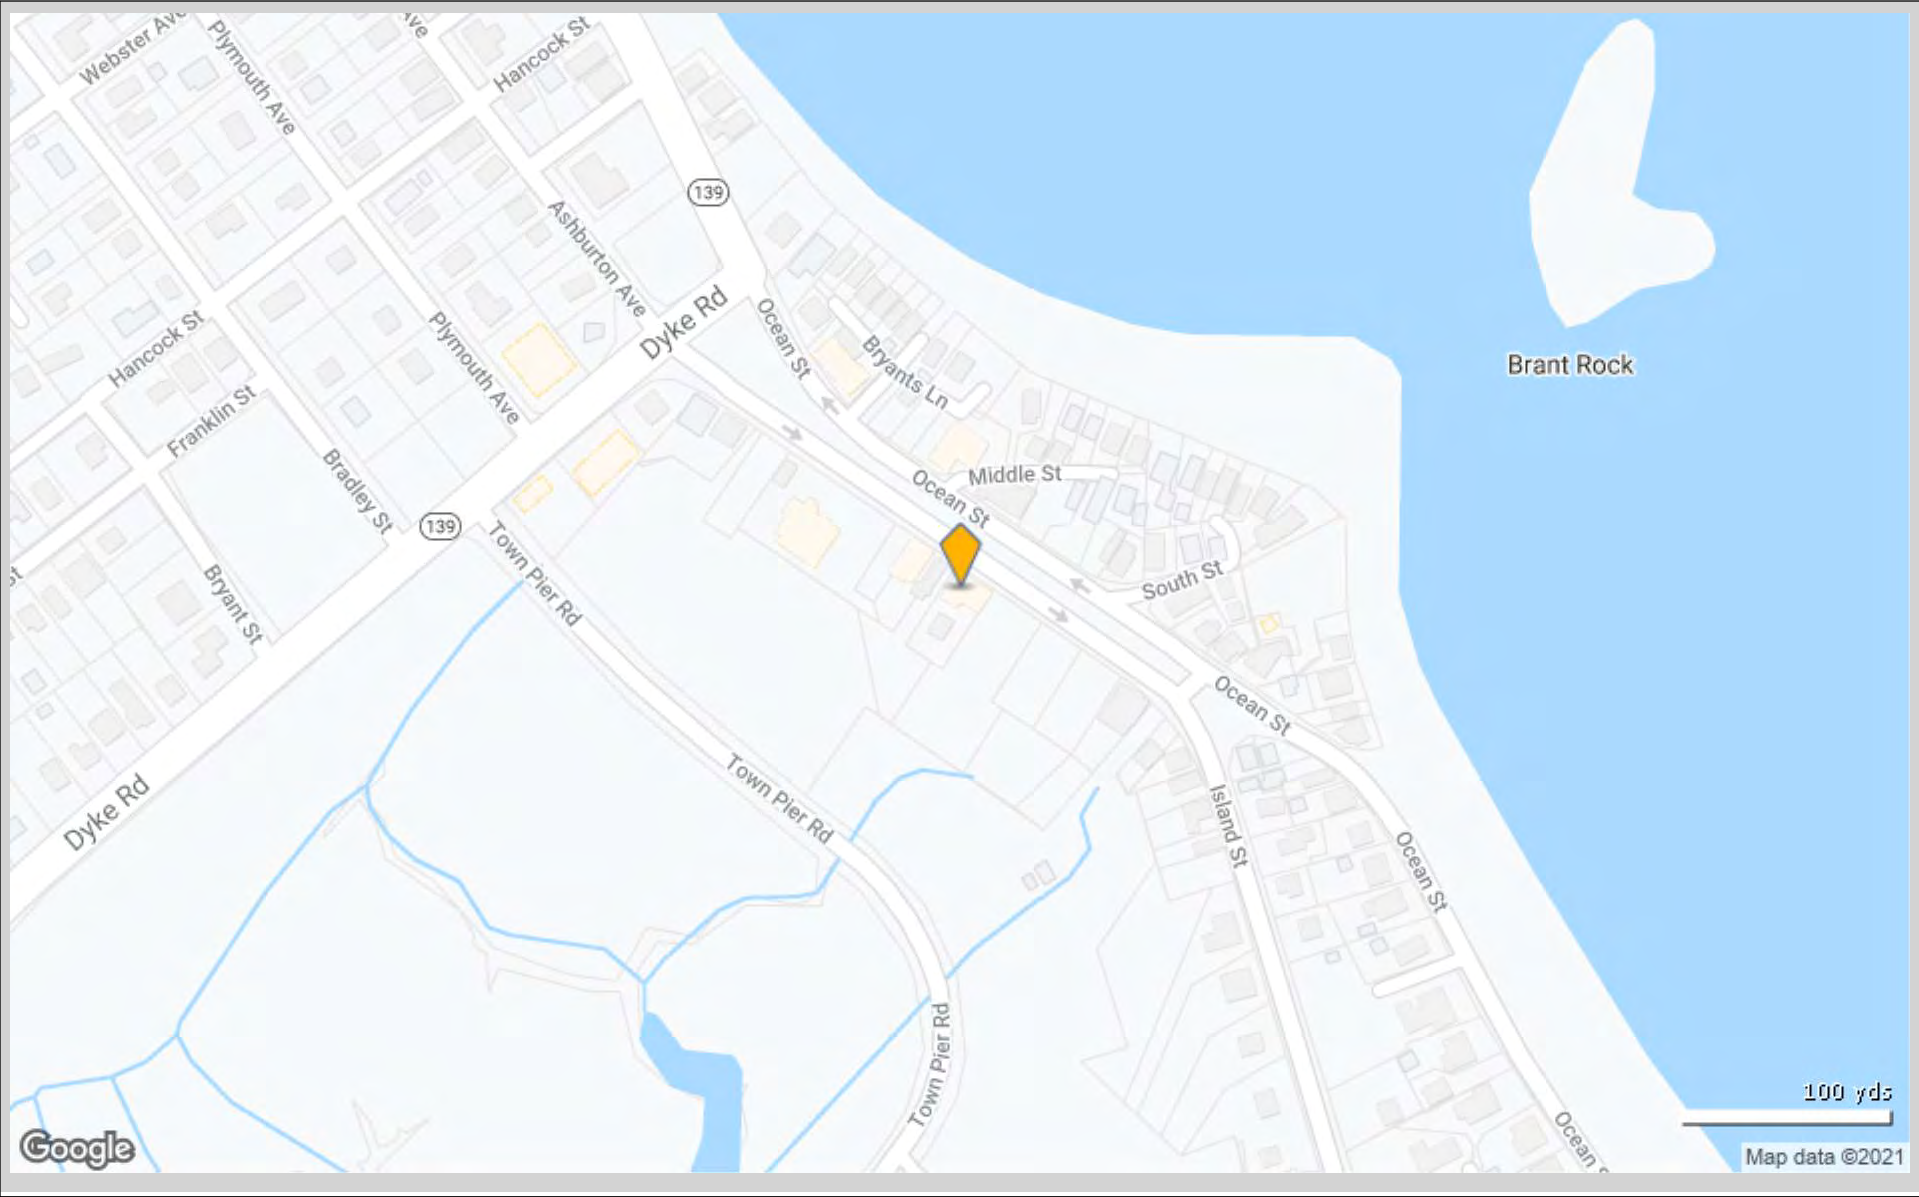 Webster Ave
Plymouth Ave
Ave
Hancock St
139
Ashburton Ave
Dyke Rd
Ocean St
Hancock St
Plymouth Ave
Bryants Ln
Brant Rock
Franklin St
Bradley St
Middle St
Ocean St
139
Town Pier Rd
St
Bryant St
South St
Ocean St
Dyke Rd
Town Pier Rd
Island St
Ocean St
Town Pier Rd
100 yds
Ocean S
Google
Map data ©2021